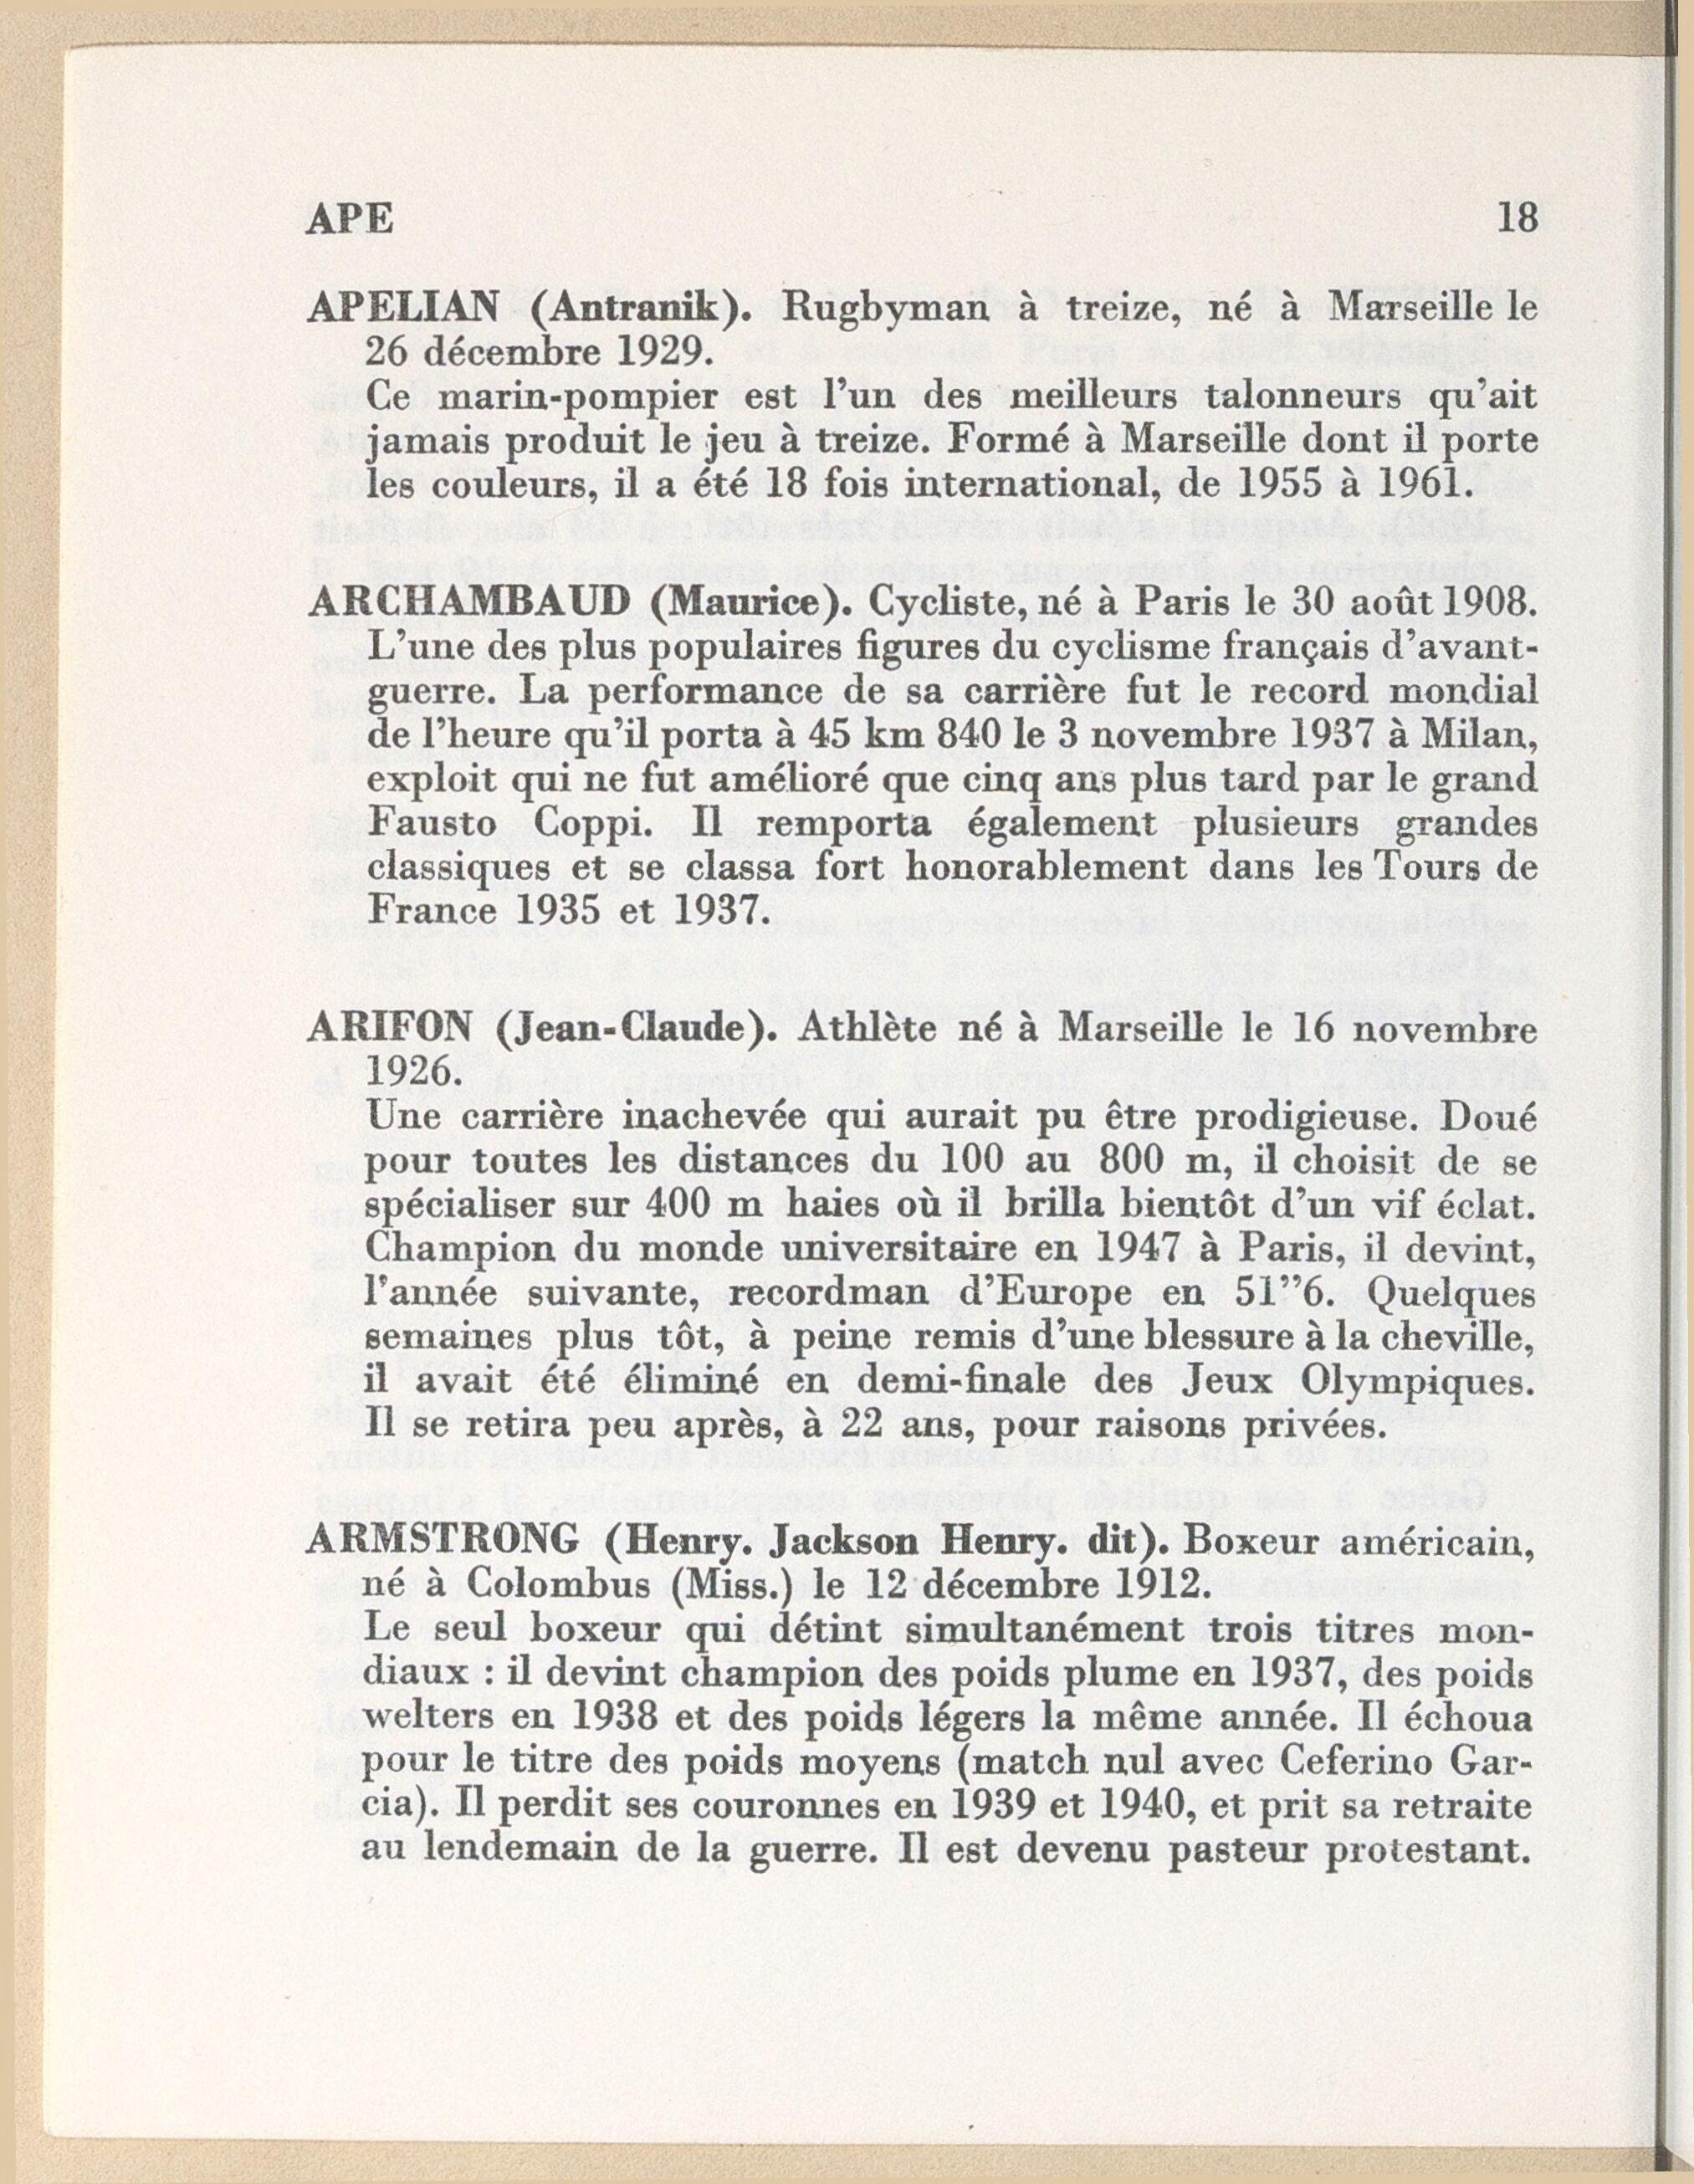 APE 18
APELIAN (Antranik). Rugbyman à treize, né à Marseille le
26 décembre 1929.
Ce marin-pompier est l'un des meilleurs talonneurs qu'ait
jamais produit le jeu à treize. Formé à Marseille dont il porte
les couleurs, il a été 18 fois international, de 1955 à 1961.
ARCHAMBAUD (Maurice). Cycliste, né à Paris le 30 août 1908.
L'une des plus populaires figures du cyclisme français d'avant-
guerre. La performance de sa carrière fut le record mondial
de l'heure qu'il porta à 45 km 840 le 3 novembre 1937 à Milan,
exploit qui ne fut amélioré que cinq ans plus tard par le grand
Fausto Coppi. Il remporta également plusieurs grandes
classiques et se classa fort honorablement dans les Tours de
France 1935 et 1937.
ARIFON (Jean-Claude). Athlète né à Marseille le 16 novembre
1926.
Une carrière inachevée qui aurait pu être prodigieuse. Doué
pour toutes les distances du 100 au 800 m, il choisit de se
spécialiser sur 400 m haies où il brilla bientôt d'un vif éclat.
Champion du monde universitaire en 1947 à Paris, il devint,
l'année suivante, recordman d'Europe en 51"6. Quelques
semaines plus tôt, à peine remis d'une blessure à la cheville,
il avait été éliminé en demi-finale des Jeux Olympiques.
Il se retira peu après, à 22 ans, pour raisons privées.
ARMSTRONG (Henry. Jackson Henry. dit). Boxeur américain,
né à Colombus (Miss.) le 12 décembre 1912.
Le seul boxeur qui détint simultanément trois titres mon-
diaux : il devint champion des poids plume en 1937, des poids
welters en 1938 et des poids légers la même année. Il échoua
pour le titre des poids moyens (match nul avec Ceferino Gar-
cia). Il perdit ses couronnes en 1939 et 1940, et prit sa retraite
au lendemain de la guerre. Il est devenu pasteur protestant.